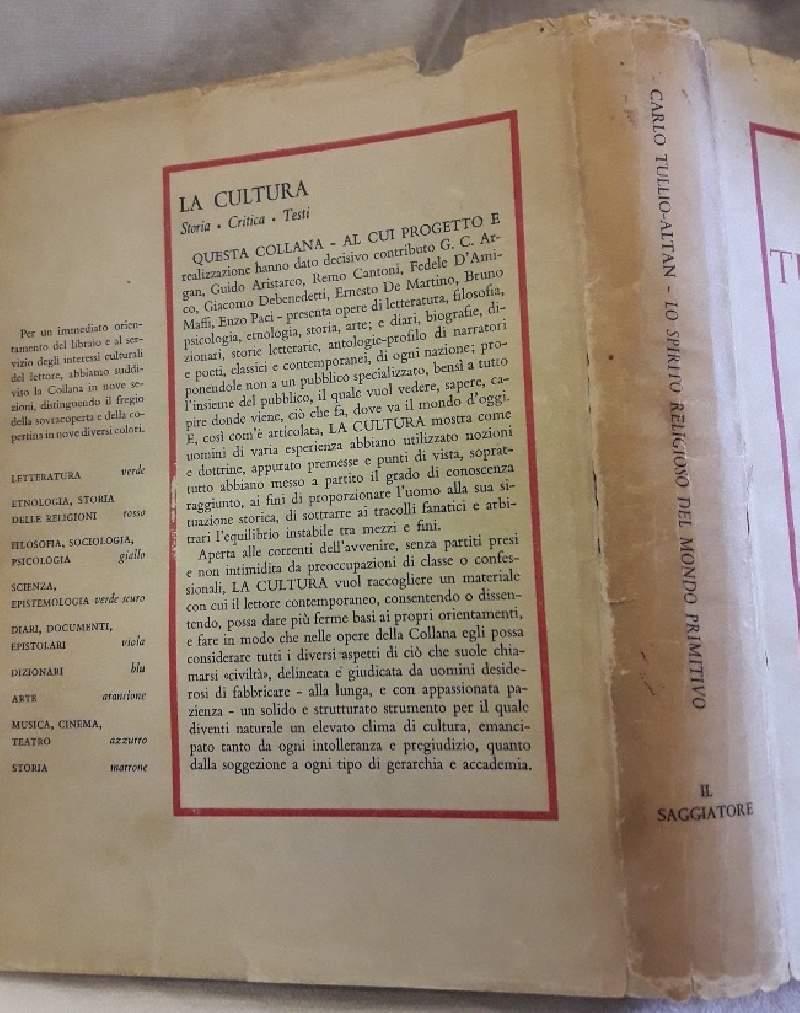 Per un immediato orien-
tamento del libraio e al ser-
vizio degli interessi culturali
del lettore, abbiamo suddi-
viso la Collana in nove se-
zioni, distinguendo il fregio
della sovraccoperta e della co-
pertina in nove diversi colori.
LETTERATURA verde
ETNOLOGIA, STORIA
DELLE RELIGIONI rosso
FILOSOFIA, SOCIOLOGIA,
PSICOLOGIA giallo
SCIENZA,
EPISTEMOLOGIA verde scuro
DIARI, DOCUMENTI,
EPISTOLARI viola
DIZIONARI blu
ARTE arancione
MUSICA, CINEMA,
TEATRO azzurro
STORIA marrone
LA CULTURA
Storia • Critica • Testi
QUESTA COLLANA – AL CUI PROGETTO E
realizzazione hanno dato decisivo contributo G. C. Ar-
gan, Guido Aristarco, Remo Cantoni, Fedele D'Ami-
co, Giacomo Debenedetti, Ernesto De Martino, Bruno
Maffi, Enzo Paci – presenta opere di letteratura, filosofia,
psicologia, etnologia, storia, arte; e diari, biografie, di-
zionari, storie letterarie, antologie-profilo di narratori
e poeti, classici e contemporanei, di ogni nazione; pro-
ponendole non a un pubblico specializzato, bensì a tutto
l'insieme del pubblico, il quale vuol vedere, sapere, ca-
pire donde viene, ciò che fa, dove va il mondo d'oggi.
E, così com'è articolata, LA CULTURA mostra come
uomini di varia esperienza abbiano utilizzato nozioni
e dottrine, appurato premesse e punti di vista, soprat-
tutto abbiano messo a partito il grado di conoscenza
raggiunto, ai fini di proporzionare l'uomo alla sua si-
tuazione storica, di sottrarre ai tracolli fanatici e arbi-
trari l'equilibrio instabile tra mezzi e fini.
Aperta alle correnti dell'avvenire, senza partiti presi
e non intimidita da preoccupazioni di classe o confes-
sionali, LA CULTURA vuol raccogliere un materiale
con cui il lettore contemporaneo, consentendo o dissen-
tendo, possa dare più ferme basi ai propri orientamenti,
e fare in modo che nelle opere della Collana egli possa
considerare tutti i diversi aspetti di ciò che suole chia-
marsi «civiltà», delineata e giudicata da uomini deside-
rosi di fabbricare – alla lunga, e con appassionata pa-
zienza – un solido e strutturato strumento per il quale
diventi naturale un elevato clima di cultura, emanci-
pato tanto da ogni intolleranza e pregiudizio, quanto
dalla soggezione a ogni tipo di gerarchia e accademia.
CARLO TULLIO-ALTAN – LO SPIRITO RELIGIOSO DEL MONDO PRIMITIVO
IL
SAGGIATORE